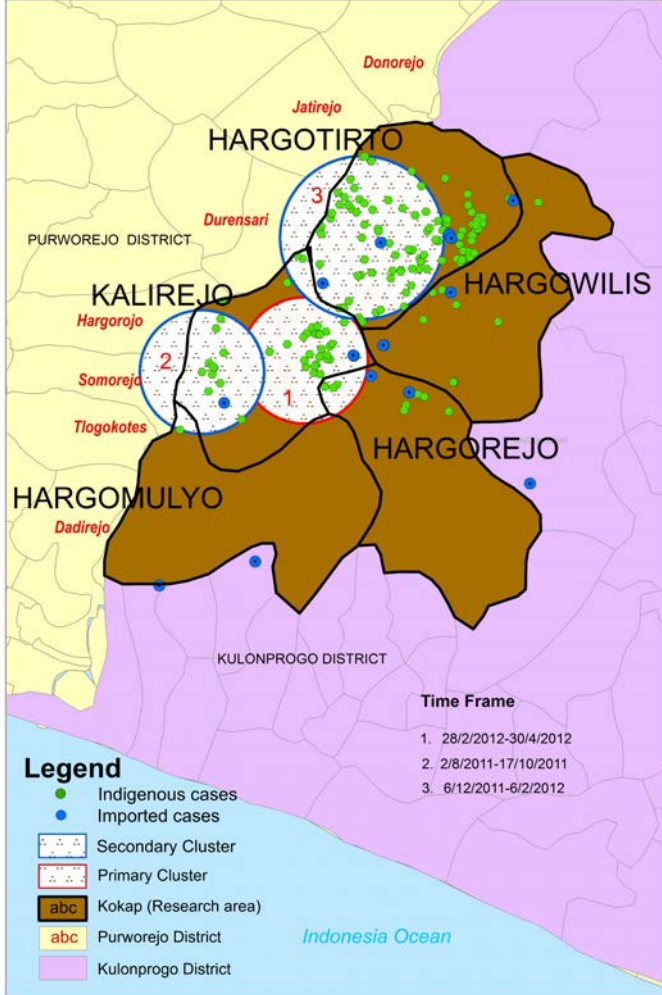 Donorejo
Jatirejo
HARGOTIRTO
3
Durensari
PURWOREJO DISTRICT
HARGOWILIS
KALIREJO
Hargorojo
2
Somorejo
1
Tlogokotes
HARGOREJO
HARGOMULYO
Dadirejo
KULONPROGO DISTRICT
Time Frame
1. 28/2/2012-30/4/2012
2. 2/8/2011-17/10/2011
3. 6/12/2011-6/2/2012
Legend
Indigenous cases
Imported cases
Secondary Cluster
Primary Cluster
abc Kokap (Research area)
abc Purworejo District
Kulonprogo District
Indonesia Ocean